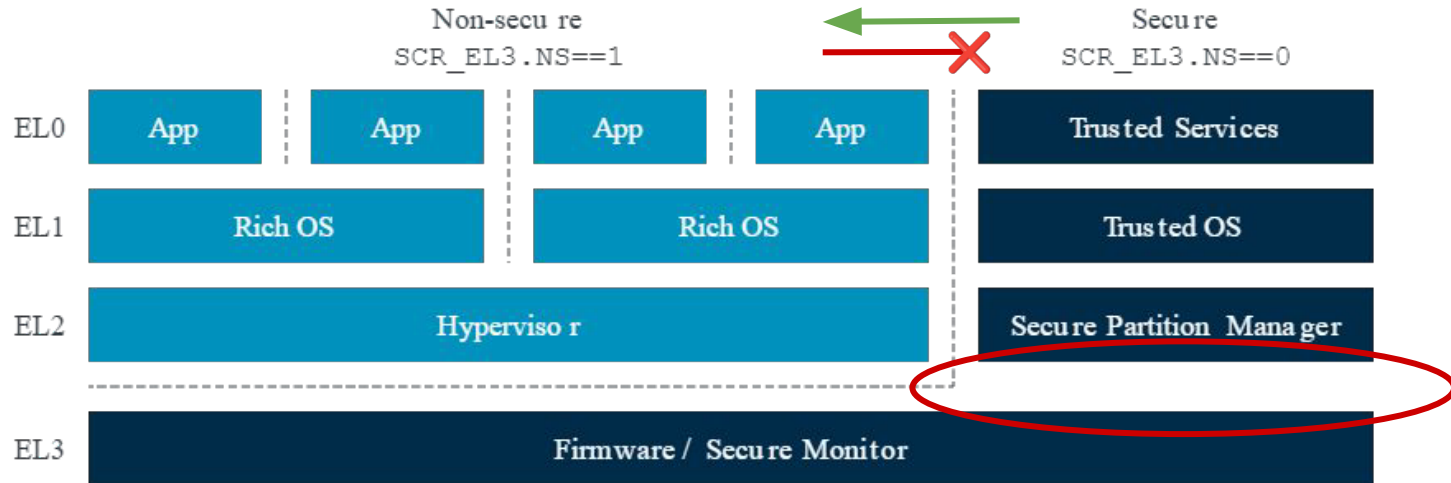 Non-secure
Secure
SCR_EL3.NS==1
SCR_EL3.NS==0
EL0
App
App
App
App
Trusted Services
EL1
Rich OS
Rich OS
Trusted OS
EL2
Hypervisor
Secure Partition Manager
EL3
Firmware / Secure Monitor